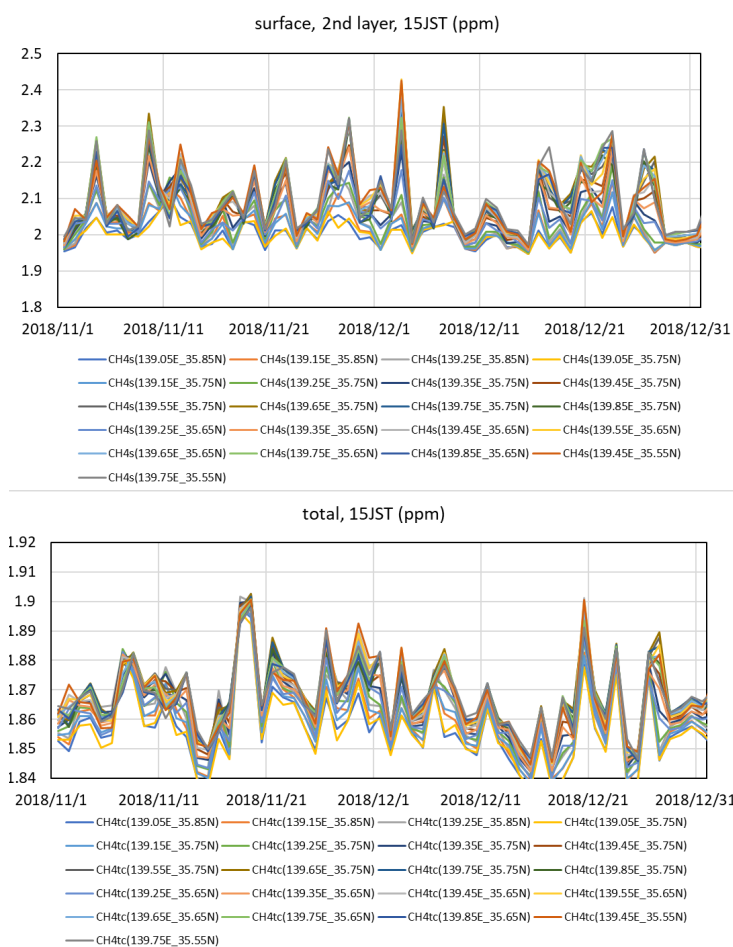 surface, 2nd layer, 15JST (ppm)
2.5
2.4
2.3
2.2
2.1
2
1.9
1.8
2018/11/1 2018/11/11 2018/11/21 2018/12/1 2018/12/11 2018/12/21 2018/12/31
CH4s(139.05E_35.85N) CH4s(139.15E_35.85N) CH4s(139.25E_35.85N) CH4s(139.05E_35.75N)
CH4s(139.15E_35.75N) CH4s(139.25E_35.75N) CH4s(139.35E_35.75N) CH4s(139.45E_35.75N)
CH4s(139.55E_35.75N) CH4s(139.65E_35.75N) CH4s(139.75E_35.75N) CH4s(139.85E_35.75N)
CH4s(139.25E_35.65N) CH4s(139.35E_35.65N) CH4s(139.45E_35.65N) CH4s(139.55E_35.65N)
CH4s(139.65E_35.65N) CH4s(139.75E_35.65N) CH4s(139.85E_35.65N) CH4s(139.45E_35.55N)
CH4s(139.75E_35.55N)
total, 15JST (ppm)
1.92
1.91
1.9
1.89
1.88
1.87
1.86
1.85
1.84
2018/11/1 2018/11/11 2018/11/21 2018/12/1 2018/12/11 2018/12/21 2018/12/31
CH4tc(139.05E_35.85N) CH4tc(139.15E_35.85N) CH4tc(139.25E_35.85N) CH4tc(139.05E_35.75N)
CH4tc(139.15E_35.75N) CH4tc(139.25E_35.75N) CH4tc(139.35E_35.75N) CH4tc(139.45E_35.75N)
CH4tc(139.55E_35.75N) CH4tc(139.65E_35.75N) CH4tc(139.75E_35.75N) CH4tc(139.85E_35.75N)
CH4tc(139.25E_35.65N) CH4tc(139.35E_35.65N) CH4tc(139.45E_35.65N) CH4tc(139.55E_35.65N)
CH4tc(139.65E_35.65N) CH4tc(139.75E_35.65N) CH4tc(139.85E_35.65N) CH4tc(139.45E_35.55N)
CH4tc(139.75E_35.55N)